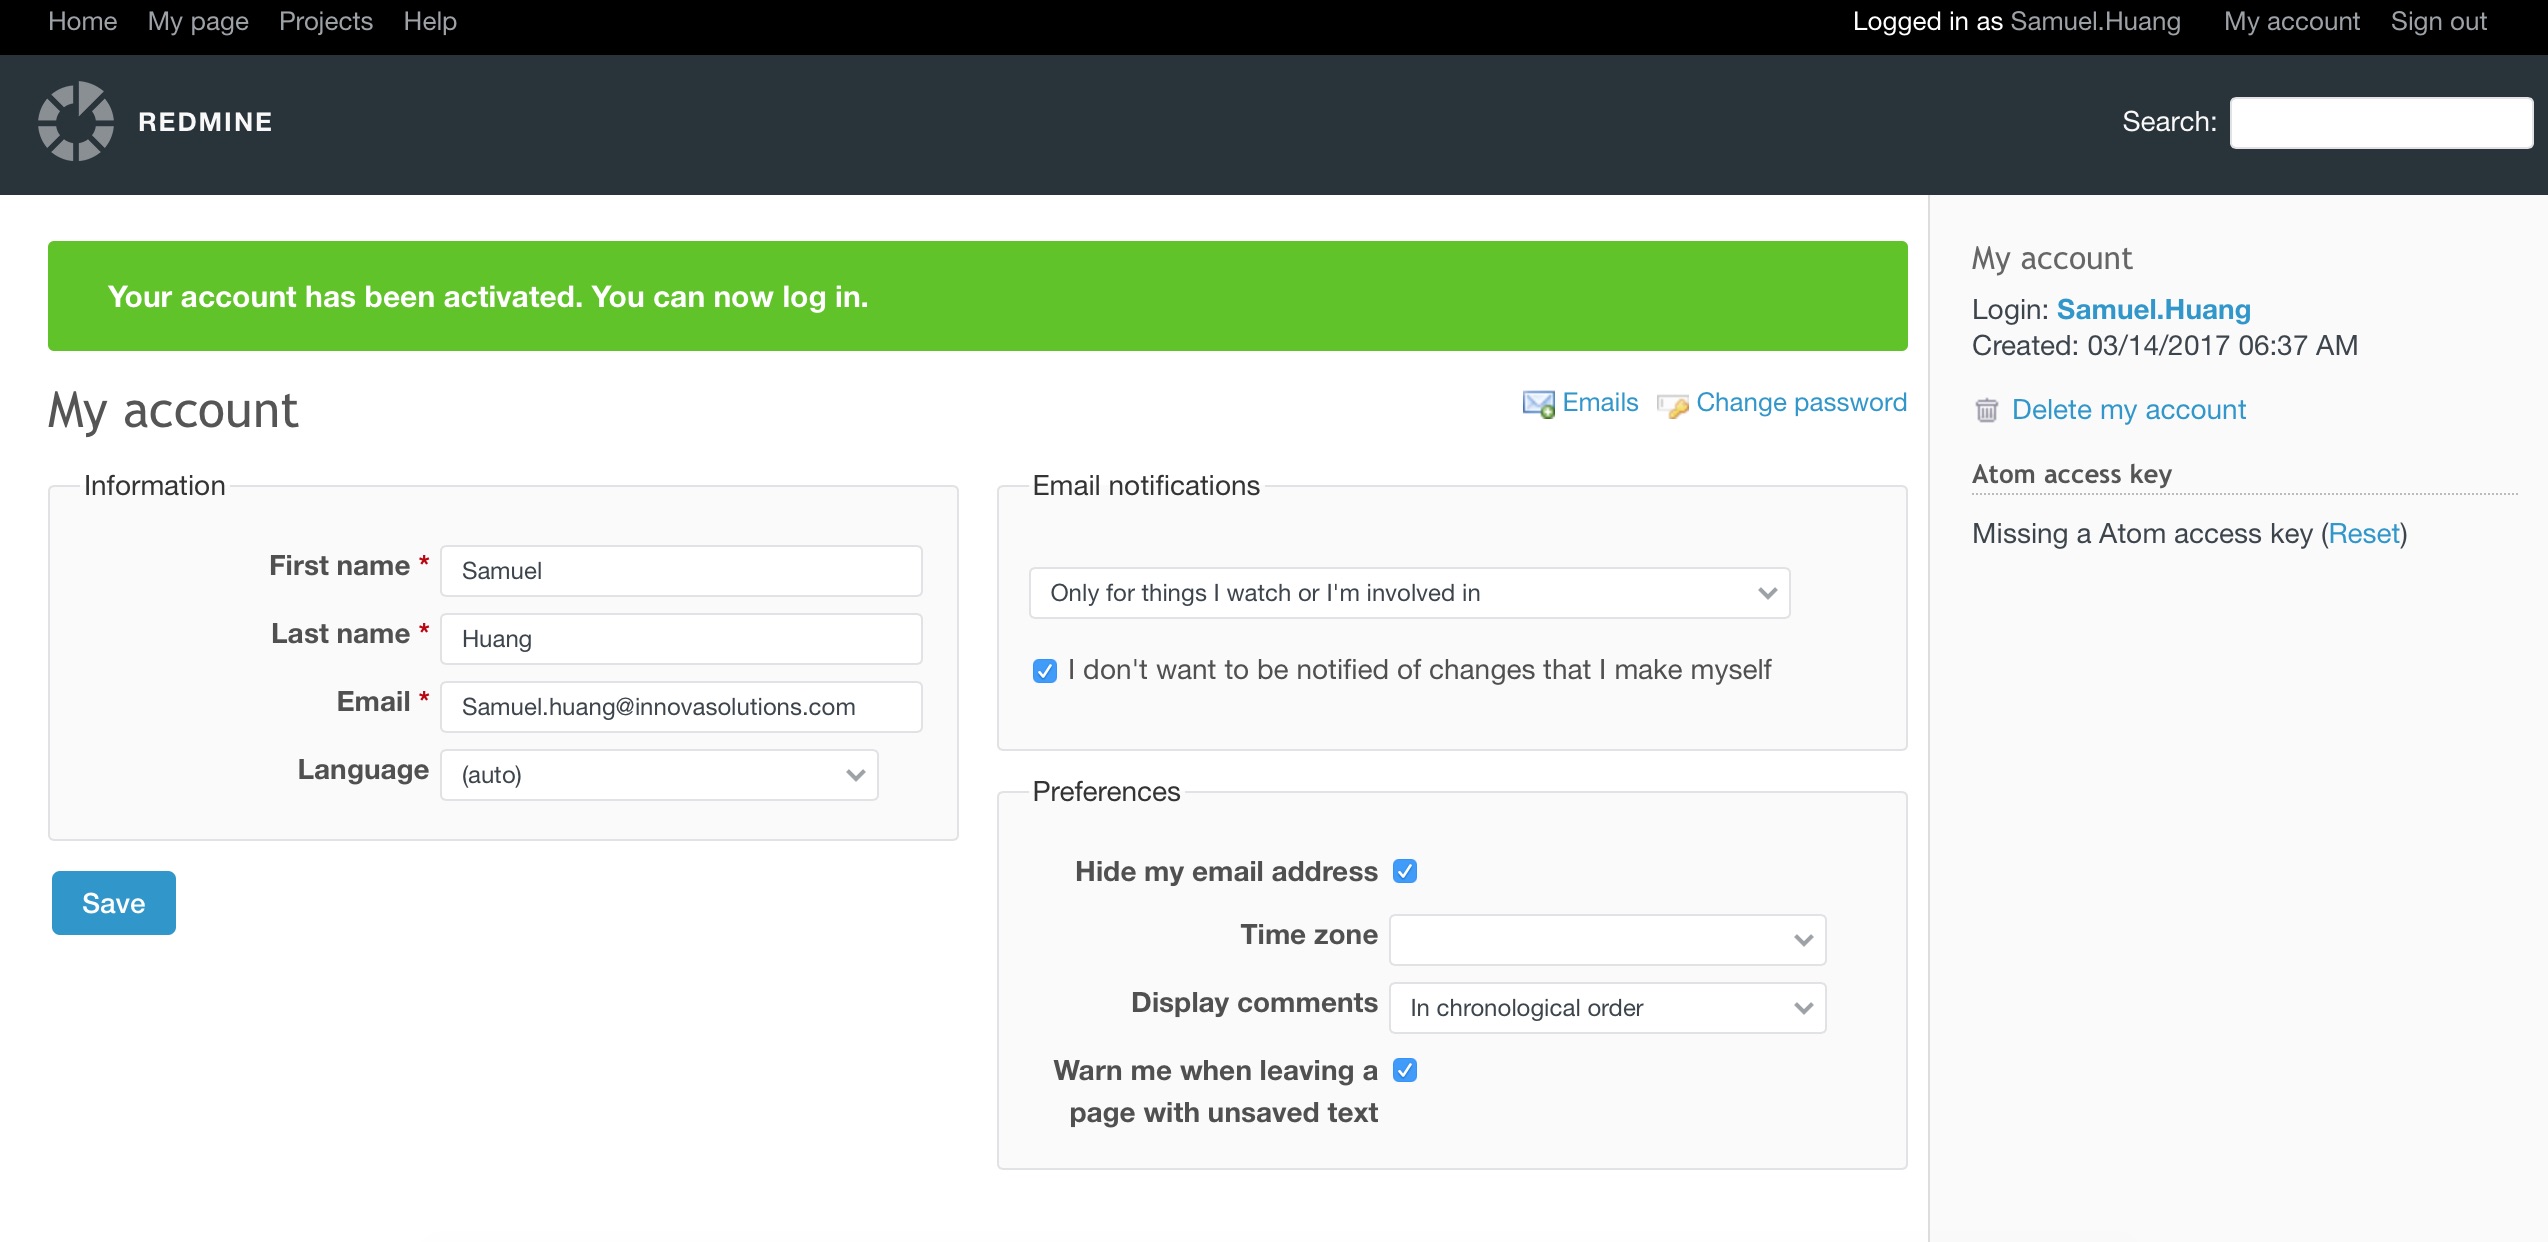 Home My page Projects Help Logged in as Samuel.Huang My account Sign out
REDMINE
Search:
Your account has been activated. You can now log in.
My account
Emails Change password
Information
First name * Samuel
Last name * Huang
Email * Samuel.huang@innovasolutions.com
Language (auto)
Save
Email notifications
Only for things I watch or I'm involved in
I don't want to be notified of changes that I make myself
Preferences
Hide my email address
Time zone
Display comments In chronological order
Warn me when leaving a
page with unsaved text
My account
Login: Samuel.Huang
Created: 03/14/2017 06:37 AM
Delete my account
Atom access key
Missing a Atom access key (Reset)